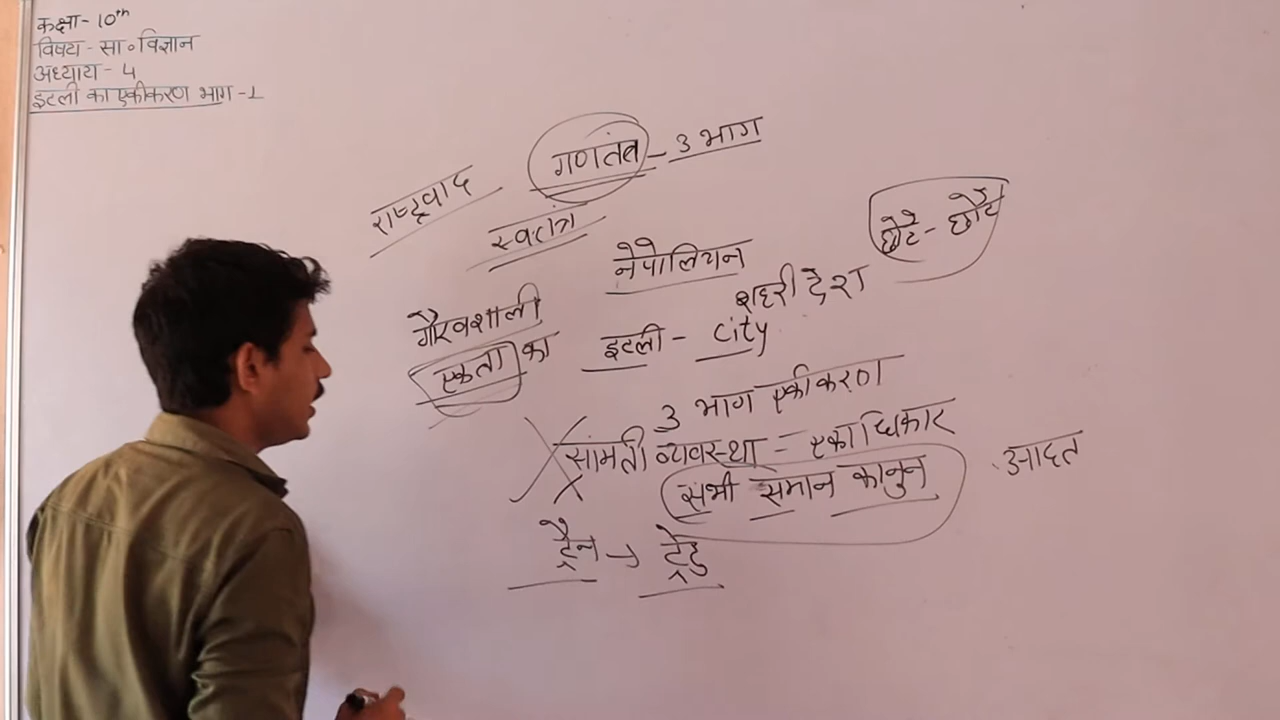 कक्षा - 10th
विषय - सा॰ विज्ञान
अध्याय - 4
इटली का एकीकरण भाग - 1
गणतंत्र - 3 भाग
राष्ट्रवाद
स्वतंत्र
छोटे - छोटे
नेपोलियन
शहरी देश
गौरवशाली
इटली - city
एकता का
3 भाग एकीकरण
सांमती व्यवस्था = एकाधिकार
आदत
सभी समान कानुन
ट्रैन →